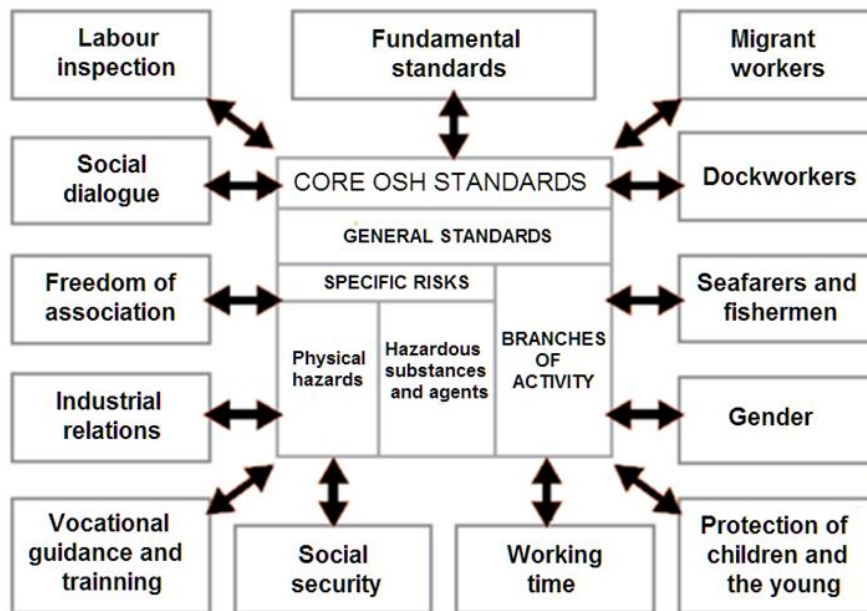 Labour
inspection
Fundamental
standards
Migrant
workers
Social
dialogue
CORE OSH STANDARDS
Dockworkers
GENERAL STANDARDS
Freedom of
association
SPECIFIC RISKS
Seafarers and
fishermen
Physical
hazards
Hazardous
substances
and agents
BRANCHES
OF
ACTIVITY
Industrial
relations
Gender
Vocational
guidance and
trainning
Social
security
Working
time
Protection of
children and
the young